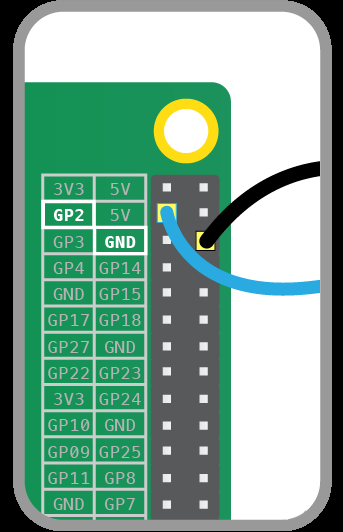 3V3 5V
GP2 5V
GP3 GND
GP4 GP14
GND GP15
GP17 GP18
GP27 GND
GP22 GP23
3V3 GP24
GP10 GND
GP09 GP25
GP11 GP8
GND GP7